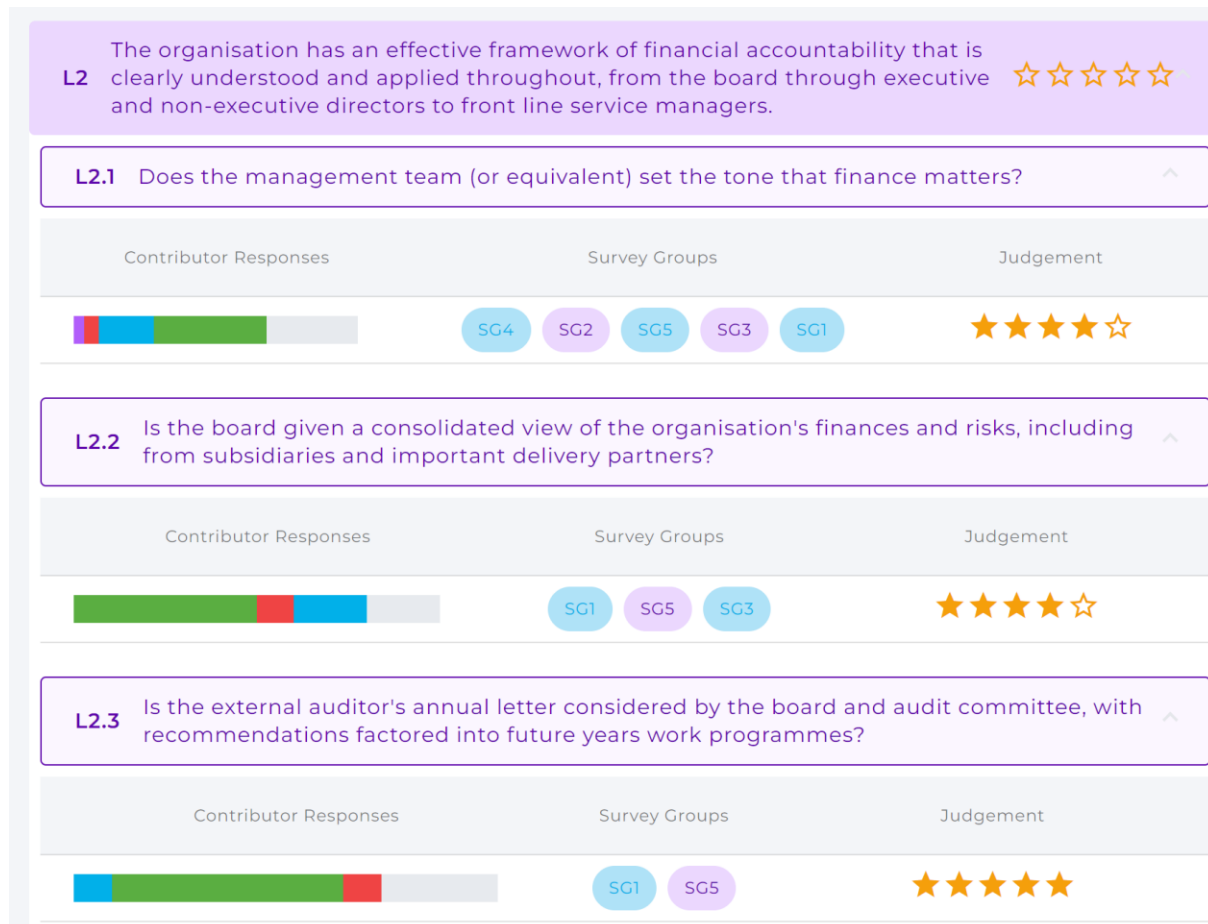 L2 The organisation has an effective framework of financial accountability that is
clearly understood and applied throughout, from the board through executive
and non-executive directors to front line service managers.
L2.1 Does the management team (or equivalent) set the tone that finance matters?
Contributor Responses Survey Groups Judgement
SG4 SG2 SG5 SG3 SG1
L2.2 Is the board given a consolidated view of the organisation's finances and risks, including
from subsidiaries and important delivery partners?
Contributor Responses Survey Groups Judgement
SG1 SG5 SG3
L2.3 Is the external auditor's annual letter considered by the board and audit committee, with
recommendations factored into future years work programmes?
Contributor Responses Survey Groups Judgement
SG1 SG5